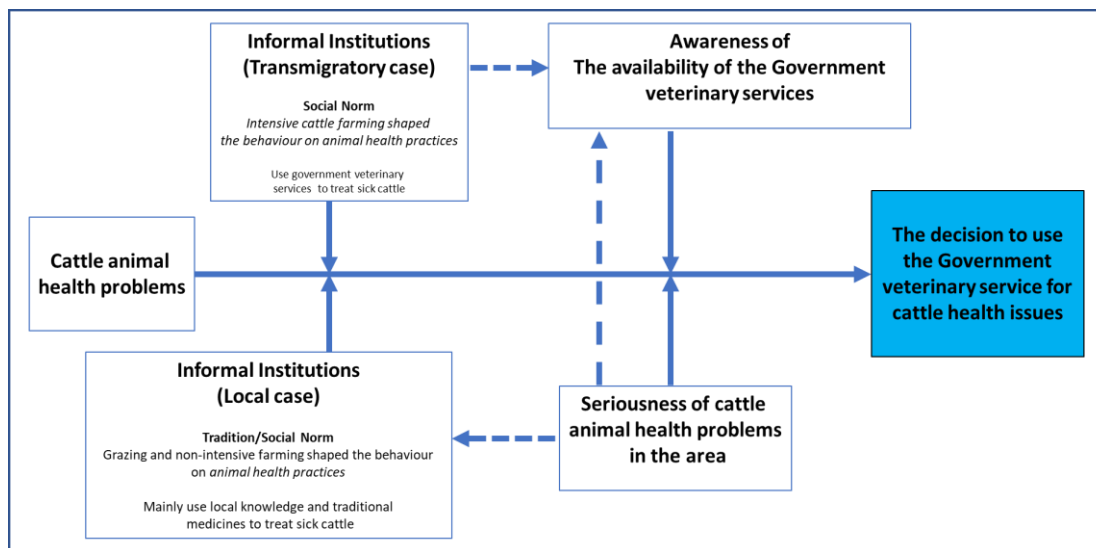 Informal Institutions
(Transmigratory case)
Social Norm
Intensive cattle farming shaped
the behaviour on animal health practices
Use government veterinary
services to treat sick cattle
Awareness of
The availability of the Government
veterinary services
Cattle animal
health problems
The decision to use
the Government
veterinary service for
cattle health issues
Informal Institutions
(Local case)
Tradition/Social Norm
Grazing and non-intensive farming shaped the behaviour
on animal health practices
Mainly use local knowledge and traditional
medicines to treat sick cattle
Seriousness of cattle
animal health problems
in the area